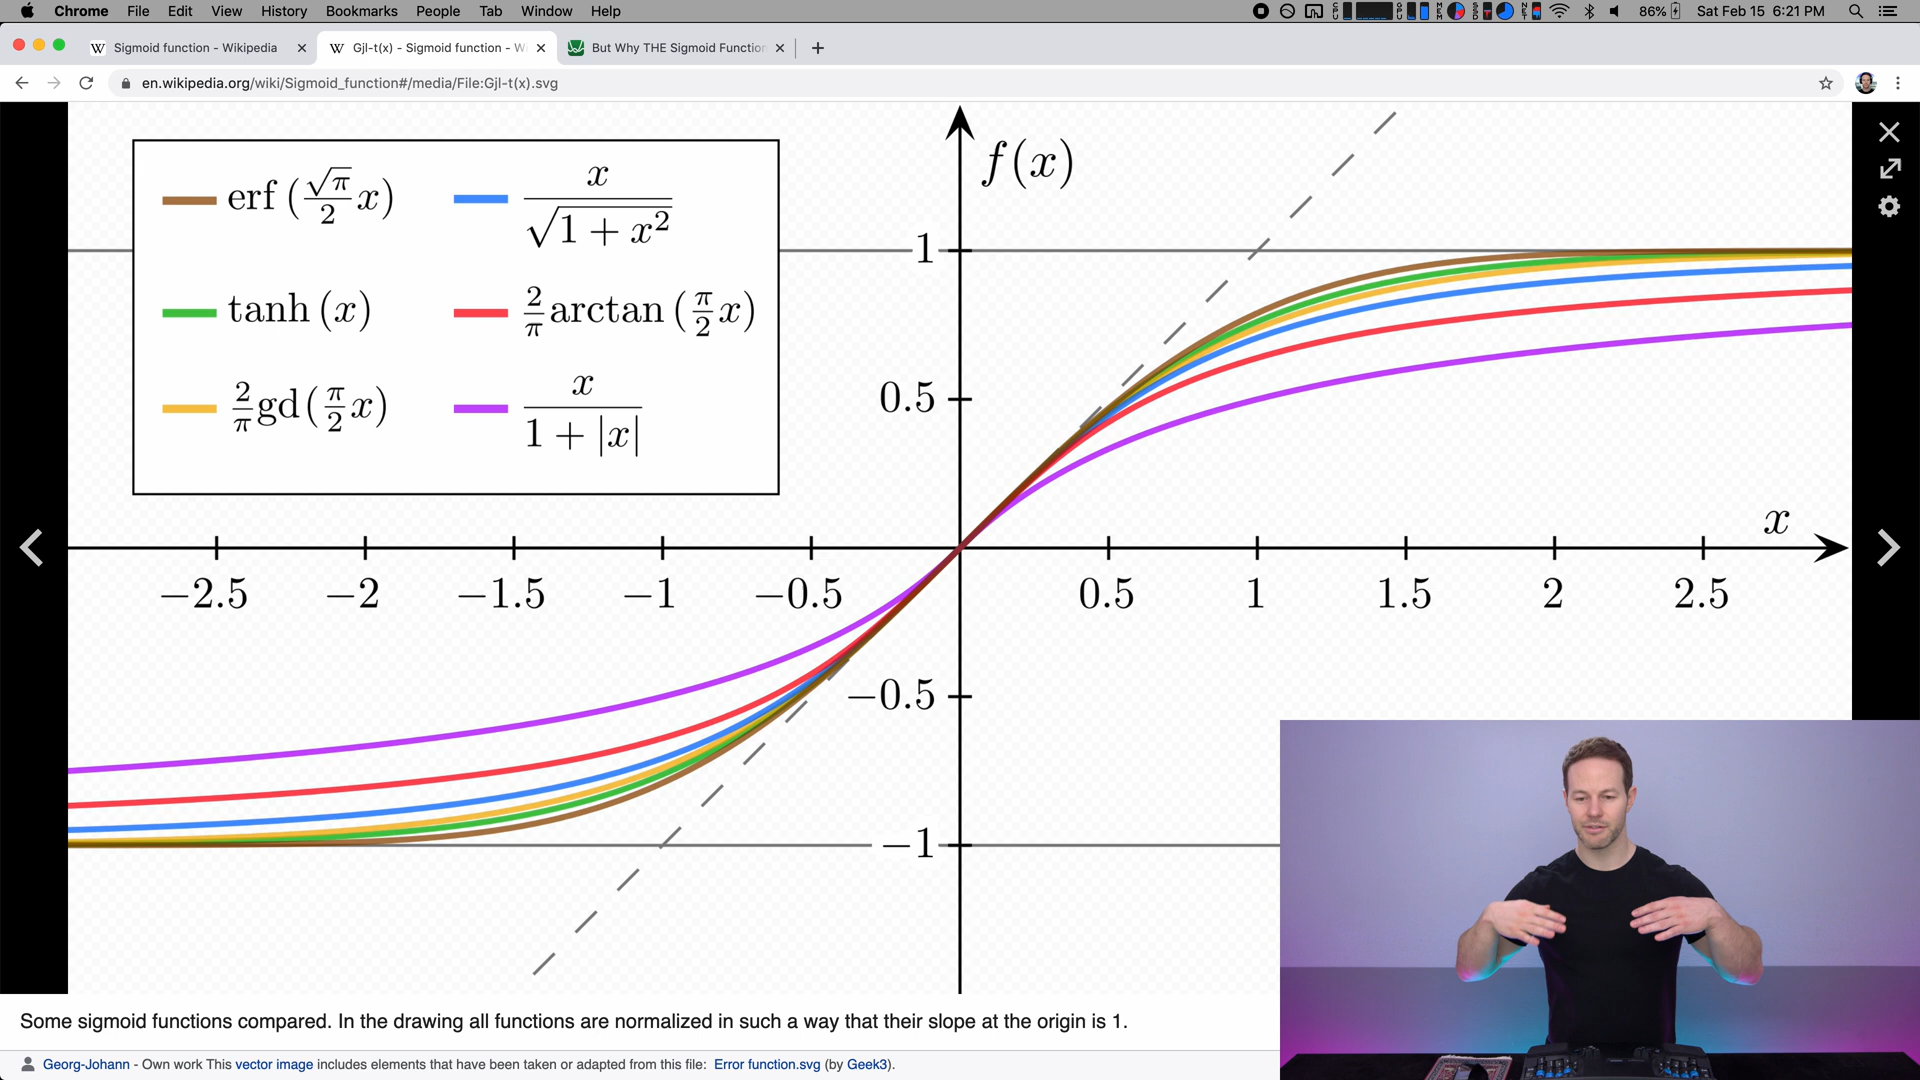 Chrome File Edit View History Bookmarks People Tab Window Help 86% Sat Feb 15 6:21 PM
Sigmoid function - Wikipedia Gjl-t(x) - Sigmoid function - W But Why THE Sigmoid Function
en.wikipedia.org/wiki/Sigmoid_function#/media/File:Gjl-t(x).svg
erf (√π/2 x) x/√(1 + x²)
tanh (x) 2/π arctan (π/2 x)
2/π gd (π/2 x) x/(1 + |x|)
f(x)
1
0.5
x
−2.5 −2 −1.5 −1 −0.5 0.5 1 1.5 2 2.5
−0.5
−1
Some sigmoid functions compared. In the drawing all functions are normalized in such a way that their slope at the origin is 1.
Georg-Johann - Own work This vector image includes elements that have been taken or adapted from this file: Error function.svg (by Geek3).